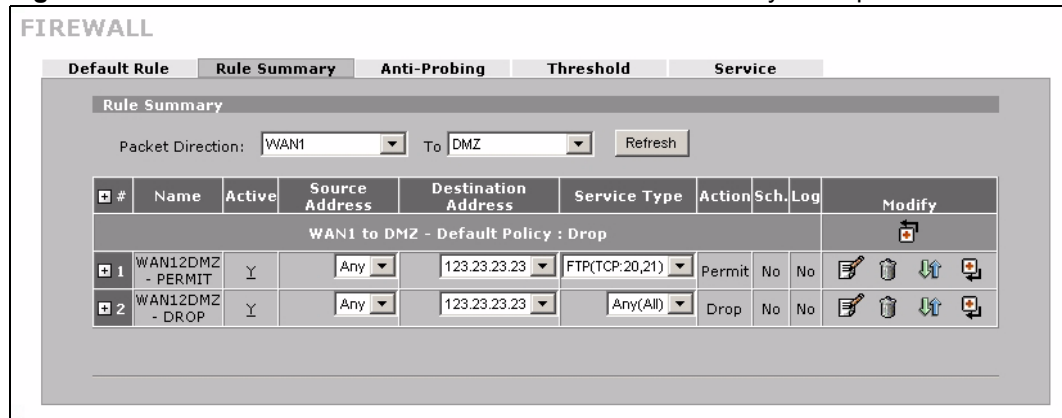 FIREWALL
Default Rule Rule Summary Anti-Probing Threshold Service
Rule Summary
Packet Direction: WAN1 To DMZ Refresh
# Name Active Source Address Destination Address Service Type Action Sch. Log Modify
WAN1 to DMZ - Default Policy : Drop
1 WAN12DMZ - PERMIT Y Any 123.23.23.23 FTP(TCP:20,21) Permit No No
2 WAN12DMZ - DROP Y Any 123.23.23.23 Any(All) Drop No No